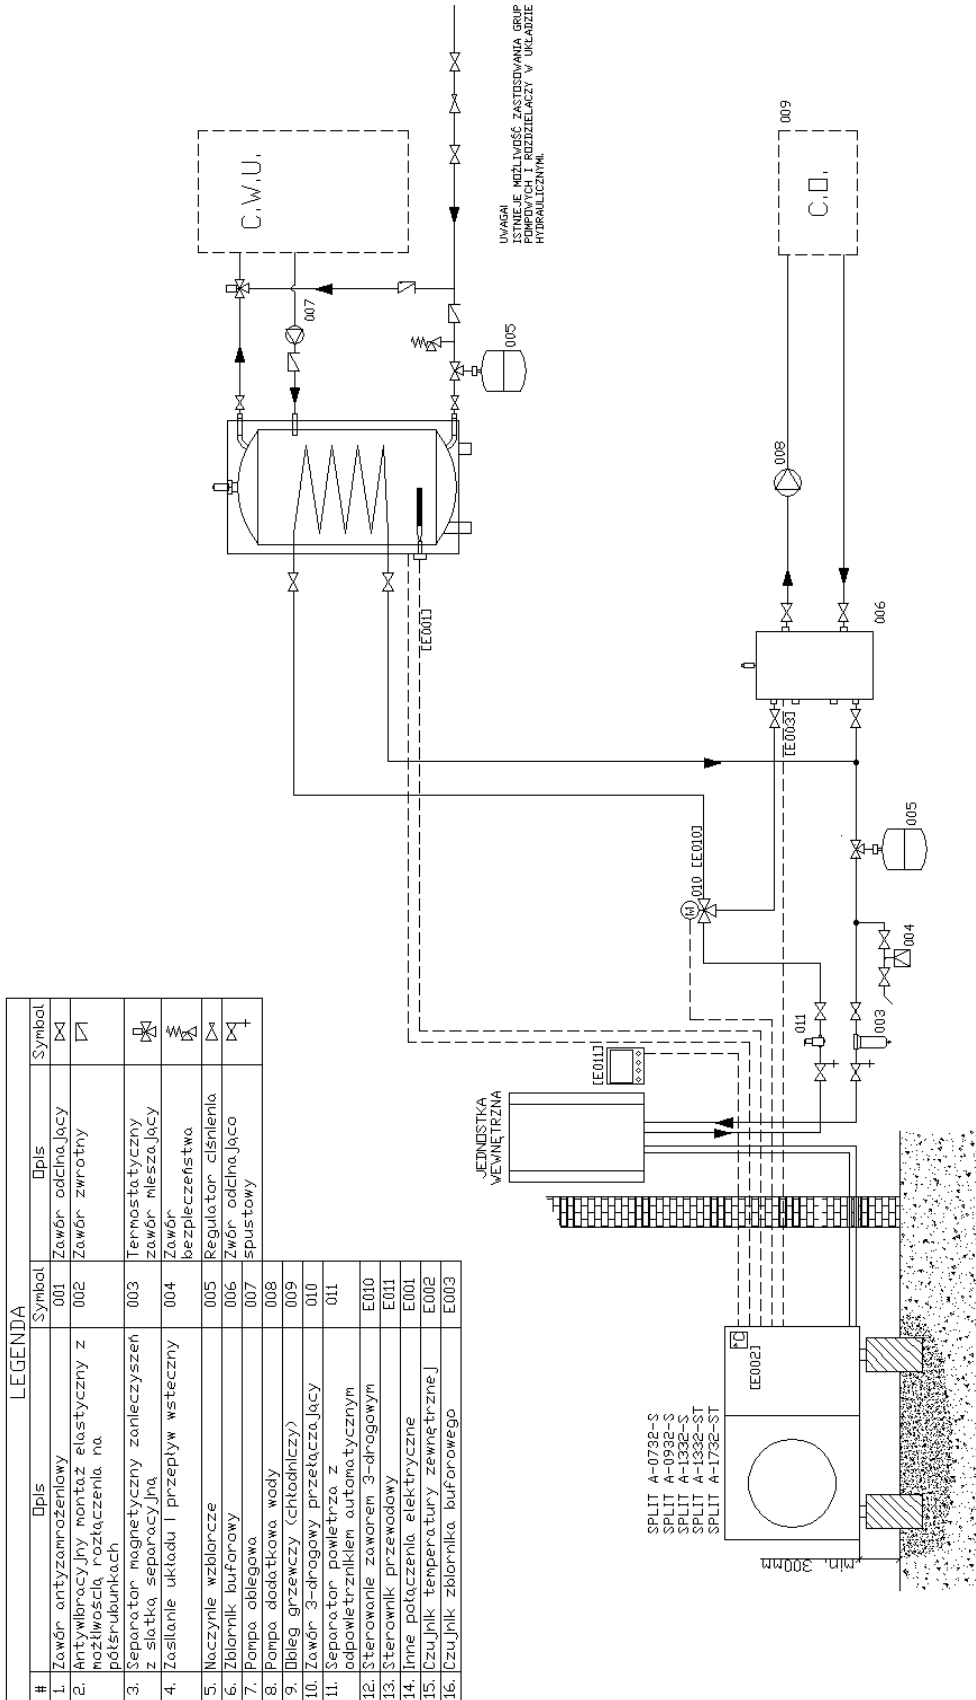 LEGENDA
# Opis Symbol Opis Symbol
1. Zawór antyzamrożeniowy 001 Zawór odcinający
2. Antywibracyjny montaż elastyczny z 002 Zawór zwrotny
możliwością rozłączenia na
półśrubunkach
3. Separator magnetyczny zanieczyszeń 003 Termostatyczny
z siatką separacyjną zawór mieszający
4. Zasilanie układu i przepływ wsteczny 004 Zawór
bezpieczeństwa
5. Naczynie wzbiorcze 005 Regulator ciśnienia
6. Zbiornik buforowy 006 Zwór odcinająco
7. Pompa obiegowa 007 spustowy
8. Pompa dodatkowa wody 008
9. Obieg grzewczy (chłodniczy) 009
10. Zawór 3-drogowy przełączający 010
11. Separator powietrza z 011
odpowietrznikiem automatycznym
12. Sterowanie zaworem 3-drogowym E010
13. Sterownik przewodowy E011
14. Inne połączenia elektryczne E001
15. Czujnik temperatury zewnętrznej E002
16. Czujnik zbiornika buforowego E003
C.W.U.
007
005
UWAGA!
ISTNIEJE MOŻLIWOŚĆ ZASTOSOWANIA GRUP
POMPOWYCH I ROZDZIELACZY W UKŁADZIE
HYDRAULICZNYM.
009
C.O.
008
006
[E001]
[E003]
M
010 [E010]
005
004
003
011
[E011]
JEDNOSTKA
WEWNĘTRZNA
[E002]
SPLIT A-0732-S
SPLIT A-0932-S
SPLIT A-1332-S
SPLIT A-1332-ST
SPLIT A-1732-ST
min. 300mm